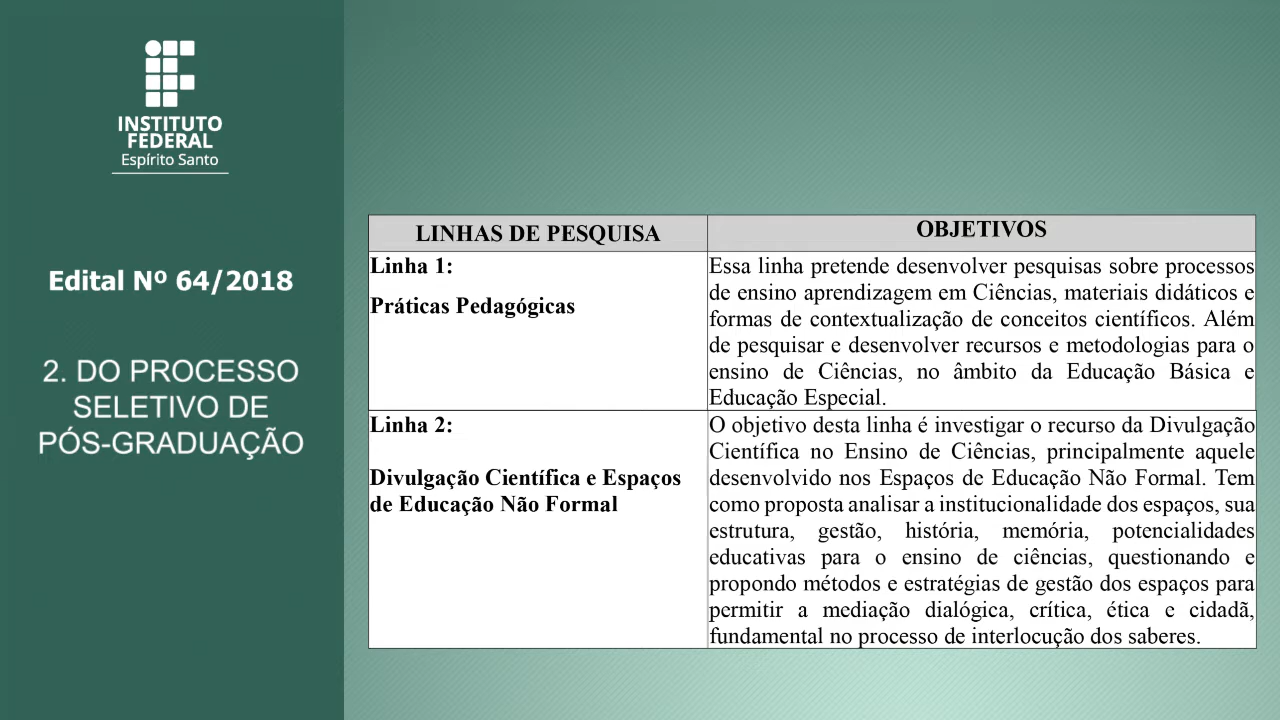 INSTITUTO
FEDERAL
Espírito Santo
Edital Nº 64/2018
2. DO PROCESSO
SELETIVO DE
PÓS-GRADUAÇÃO
LINHAS DE PESQUISA
OBJETIVOS
Linha 1:
Práticas Pedagógicas
Essa linha pretende desenvolver pesquisas sobre processos
de ensino aprendizagem em Ciências, materiais didáticos e
formas de contextualização de conceitos científicos. Além
de pesquisar e desenvolver recursos e metodologias para o
ensino de Ciências, no âmbito da Educação Básica e
Educação Especial.
Linha 2:
Divulgação Científica e Espaços
de Educação Não Formal
O objetivo desta linha é investigar o recurso da Divulgação
Científica no Ensino de Ciências, principalmente aquele
desenvolvido nos Espaços de Educação Não Formal. Tem
como proposta analisar a institucionalidade dos espaços, sua
estrutura, gestão, história, memória, potencialidades
educativas para o ensino de ciências, questionando e
propondo métodos e estratégias de gestão dos espaços para
permitir a mediação dialógica, crítica, ética e cidadã,
fundamental no processo de interlocução dos saberes.